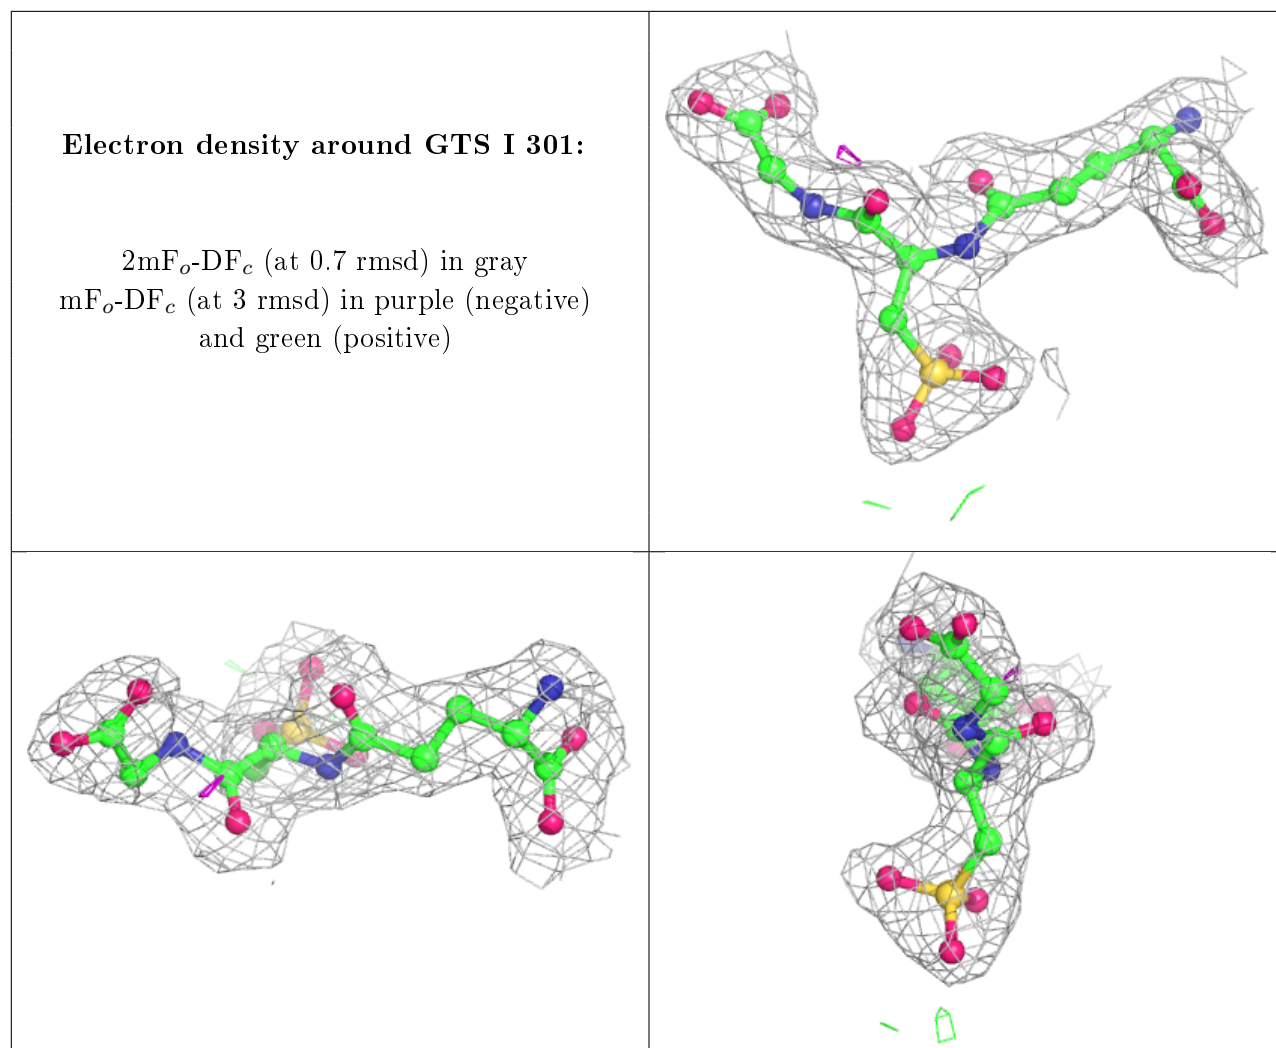 Electron density around GTS I 301:
2mFo-DFc (at 0.7 rmsd) in gray
mFo-DFc (at 3 rmsd) in purple (negative)
and green (positive)